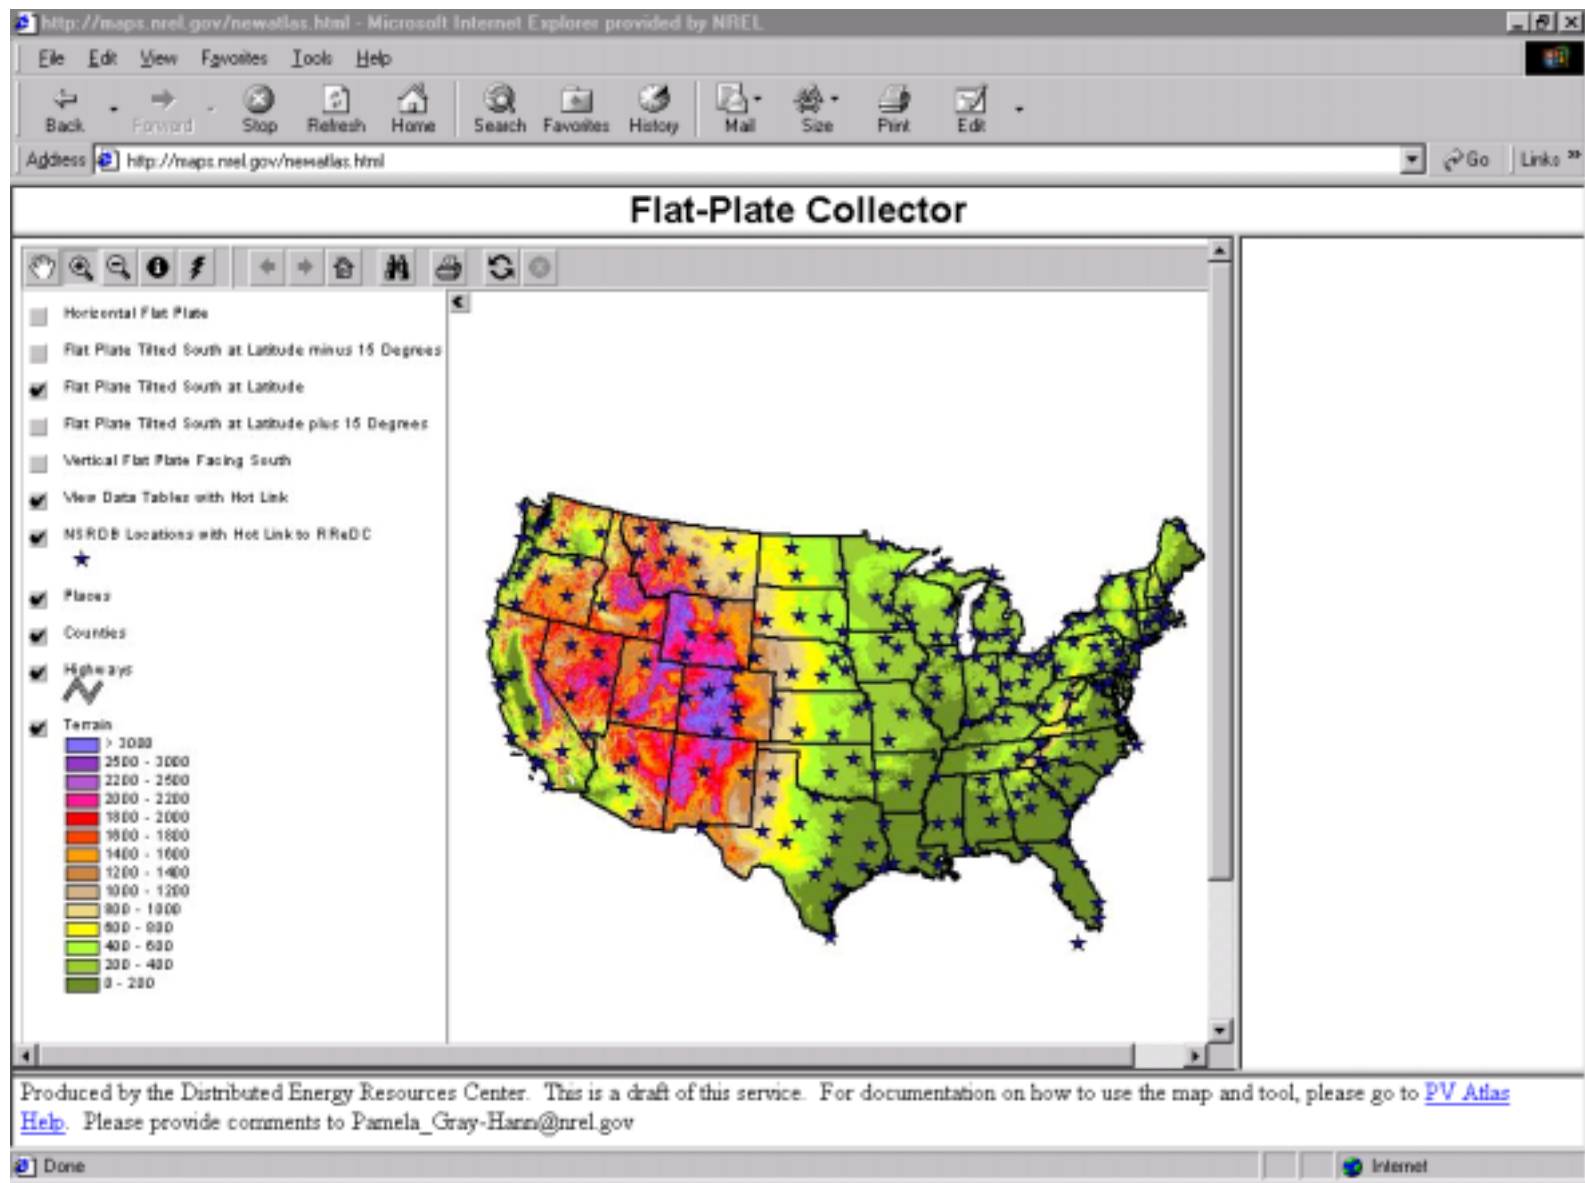 http://maps.nrel.gov/newatlas.html - Microsoft Internet Explorer provided by NREL
File Edit View Favorites Tools Help
Back Forward Stop Refresh Home Search Favorites History Mail Size Print Edit
Address http://maps.nrel.gov/newatlas.html Go Links »
Flat-Plate Collector
Horizontal Flat Plate
Flat Plate Tilted South at Latitude minus 15 Degrees
Flat Plate Tilted South at Latitude
Flat Plate Tilted South at Latitude plus 15 Degrees
Vertical Flat Plate Facing South
View Data Tables with Hot Link
NSRDB Locations with Hot Link to RReDC
Places
Counties
Highways
Terrain
> 3000
2500 - 3000
2200 - 2500
2000 - 2200
1800 - 2000
1600 - 1800
1400 - 1600
1200 - 1400
1000 - 1200
800 - 1000
600 - 800
400 - 600
200 - 400
0 - 200
Produced by the Distributed Energy Resources Center. This is a draft of this service. For documentation on how to use the map and tool, please go to PV Atlas
Help. Please provide comments to Pamela_Gray-Hann@nrel.gov
Done Internet